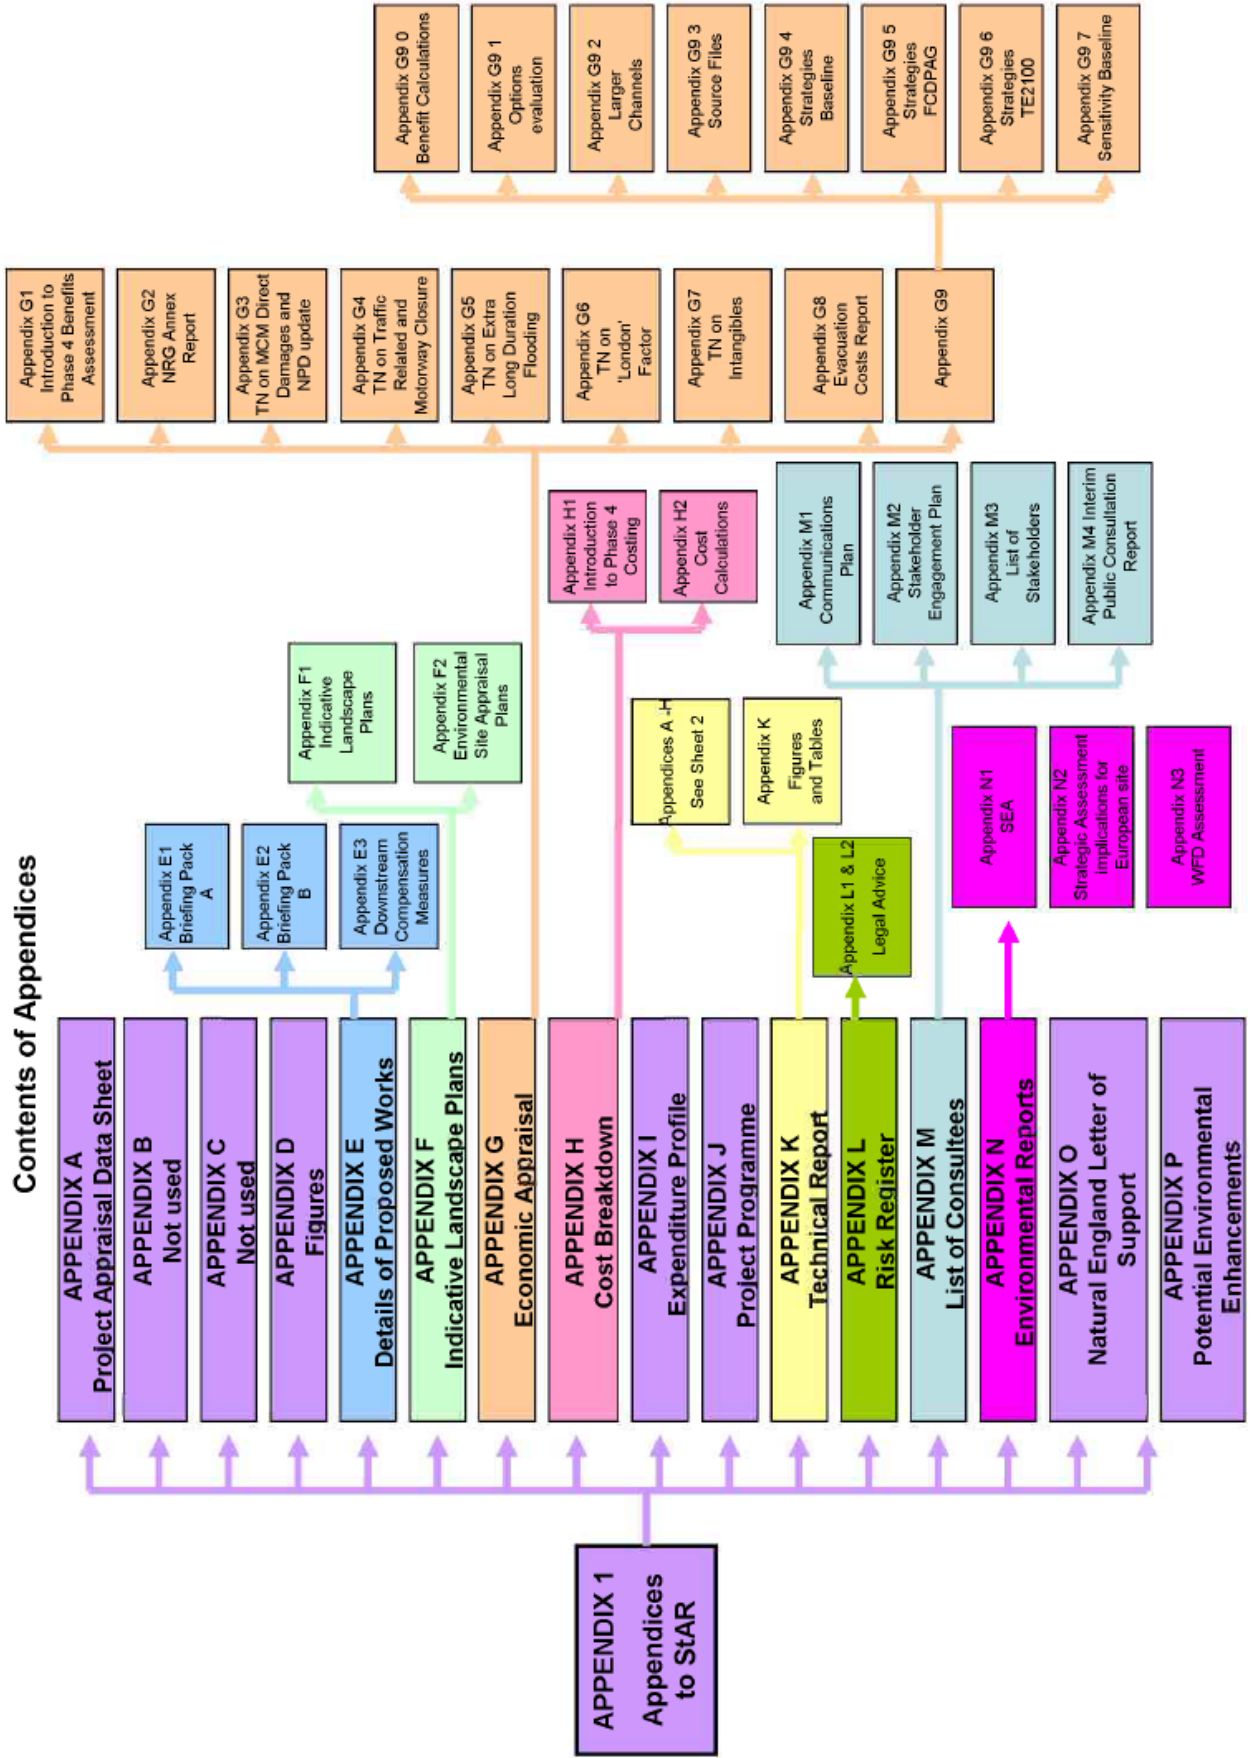 Contents of Appendices
APPENDIX 1
Appendices
to StAR
APPENDIX A
Project Appraisal Data Sheet
APPENDIX B
Not used
APPENDIX C
Not used
APPENDIX D
Figures
APPENDIX E
Details of Proposed Works
APPENDIX F
Indicative Landscape Plans
APPENDIX G
Economic Appraisal
APPENDIX H
Cost Breakdown
APPENDIX I
Expenditure Profile
APPENDIX J
Project Programme
APPENDIX K
Technical Report
APPENDIX L
Risk Register
APPENDIX M
List of Consultees
APPENDIX N
Environmental Reports
APPENDIX O
Natural England Letter of
Support
APPENDIX P
Potential Environmental
Enhancements
Appendix E1
Briefing Pack
A
Appendix E2
Briefing Pack
B
Appendix E3
Downstream
Compensation
Measures
Appendix F1
Indicative
Landscape
Plans
Appendix F2
Environmental
Site Appraisal
Plans
Appendix G1
Introduction to
Phase 4 Benefits
Assessment
Appendix G2
NRG Annex
Report
Appendix G3
TN on MCM Direct
Damages and
NPD update
Appendix G4
TN on Traffic
Related and
Motorway Closure
Appendix G5
TN on Extra
Long Duration
Flooding
Appendix G6
TN on
'London'
Factor
Appendix G7
TN on
Intangibles
Appendix G8
Evacuation
Costs Report
Appendix G9
Appendix G9 0
Benefit Calculations
Appendix G9 1
Options
evaluation
Appendix G9 2
Larger
Channels
Appendix G9 3
Source Files
Appendix G9 4
Strategies
Baseline
Appendix G9 5
Strategies
FCDPAG
Appendix G9 6
Strategies
TE2100
Appendix G9 7
Sensitivity Baseline
Appendix H1
Introduction
to Phase 4
Costing
Appendix H2
Cost
Calculations
Appendices A -H
See Sheet 2
Appendix K
Figures
and Tables
Appendix L1 & L2
Legal Advice
Appendix M1
Communications
Plan
Appendix M2
Stakeholder
Engagement Plan
Appendix M3
List of
Stakeholders
Appendix M4 Interim
Public Consultation
Report
Appendix N1
SEA
Appendix N2
Strategic Assessment
Implications for
European site
Appendix N3
WFD Assessment